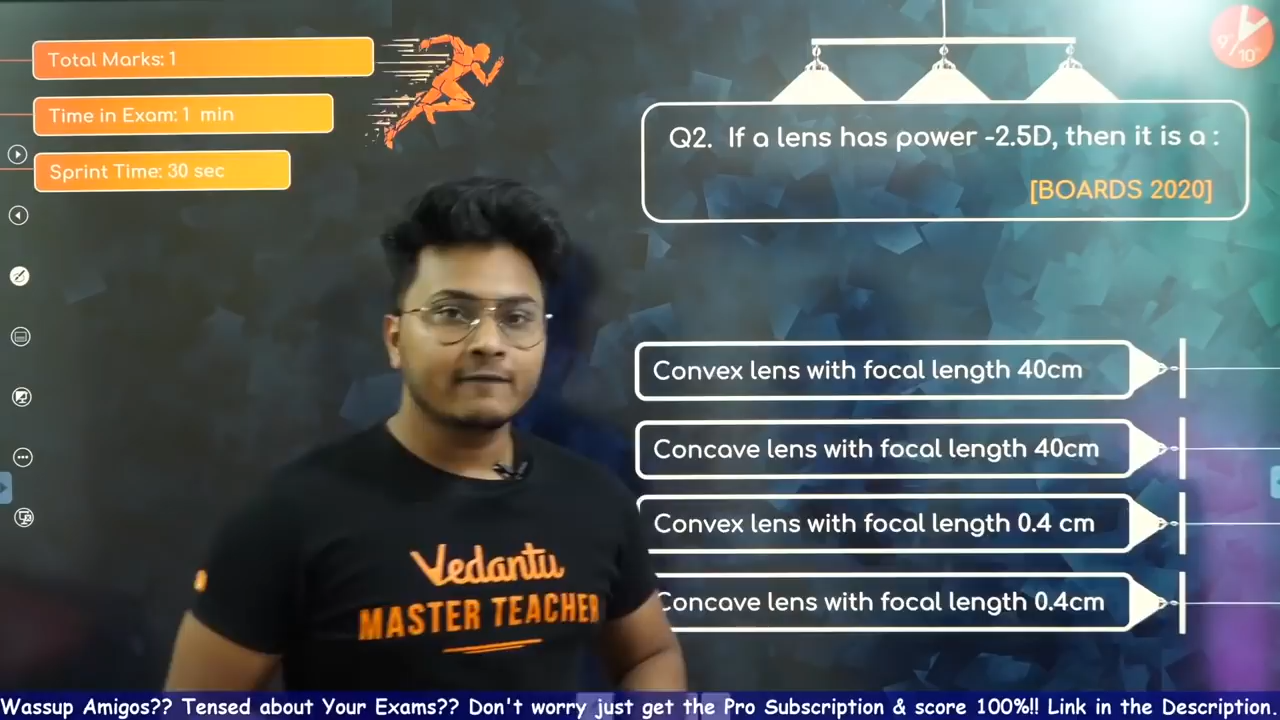 Total Marks: 1
Time in Exam: 1 min
Sprint Time: 30 sec
9
10
Q2. If a lens has power -2.5D, then it is a :
[BOARDS 2020]
Convex lens with focal length 40cm
Concave lens with focal length 40cm
Convex lens with focal length 0.4 cm
Concave lens with focal length 0.4cm
Vedantu
MASTER TEACHER
Wassup Amigos?? Tensed about Your Exams?? Don't worry just get the Pro Subscription & score 100%!! Link in the Description.